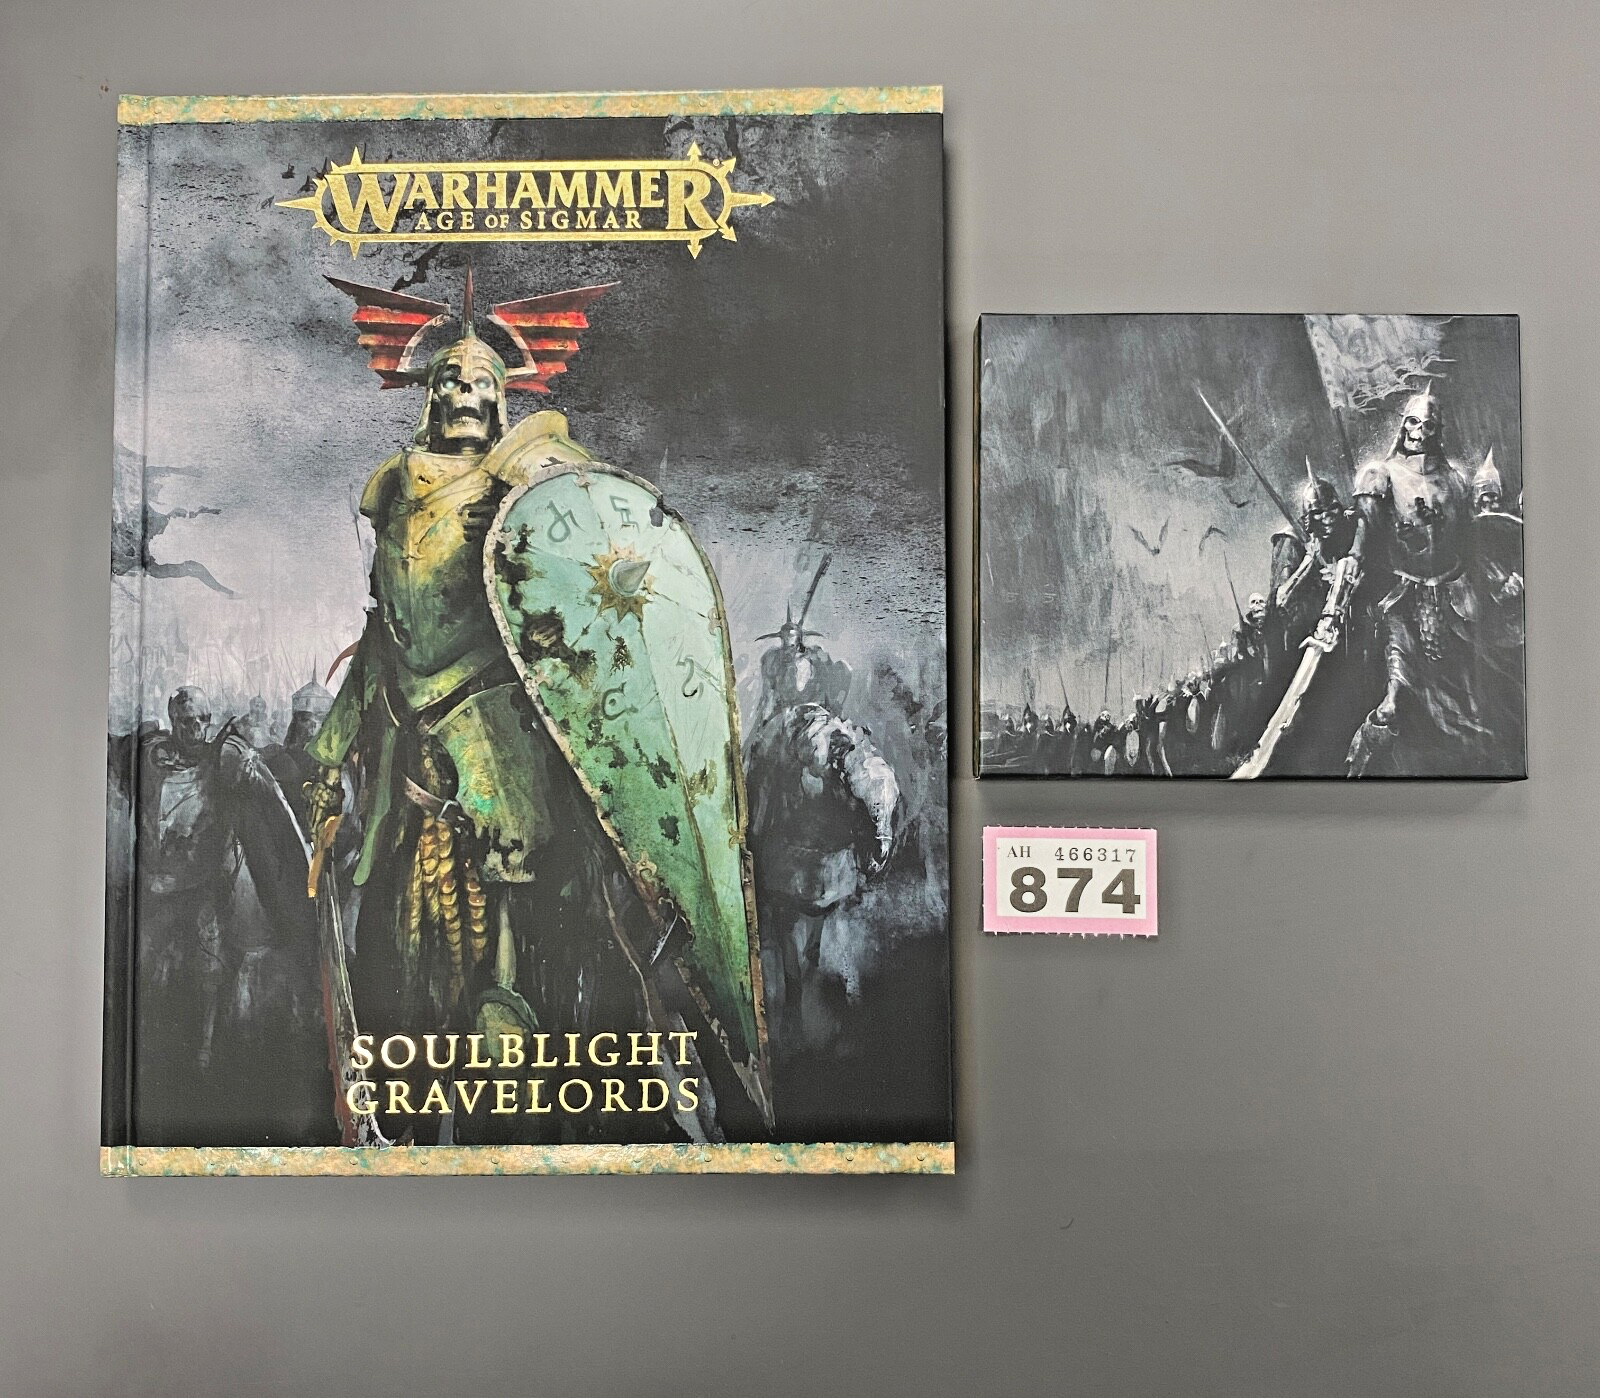 WARHAMMER
AGE OF SIGMAR
SOULBLIGHT
GRAVELORDS
AH 466317
874